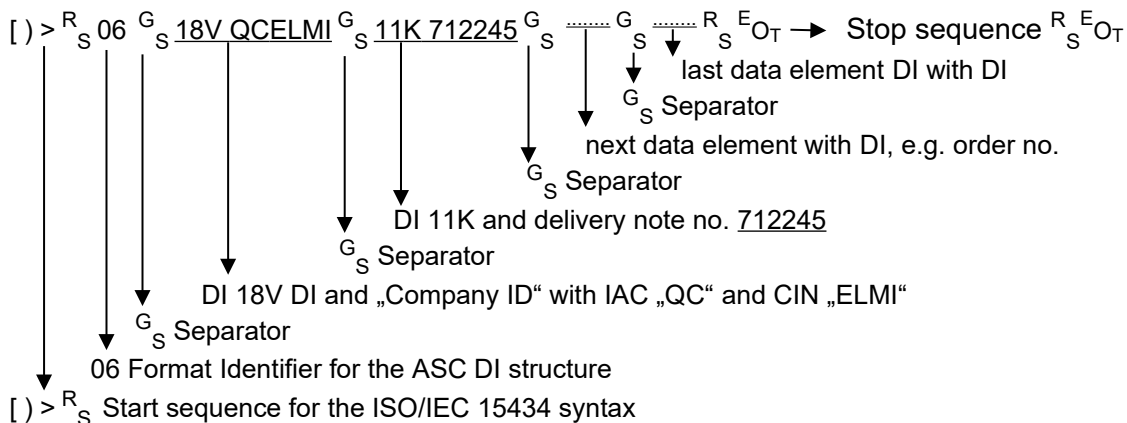 [ ) > RS 06 GS 18V QCELMI GS 11K 712245 GS ........ GS ........ RS EOT Stop sequence RS EOT
last data element DI with DI
GS Separator
next data element with DI, e.g. order no.
GS Separator
DI 11K and delivery note no. 712245
GS Separator
DI 18V DI and „Company ID“ with IAC „QC“ and CIN „ELMI“
GS Separator
06 Format Identifier for the ASC DI structure
[ ) > RS Start sequence for the ISO/IEC 15434 syntax